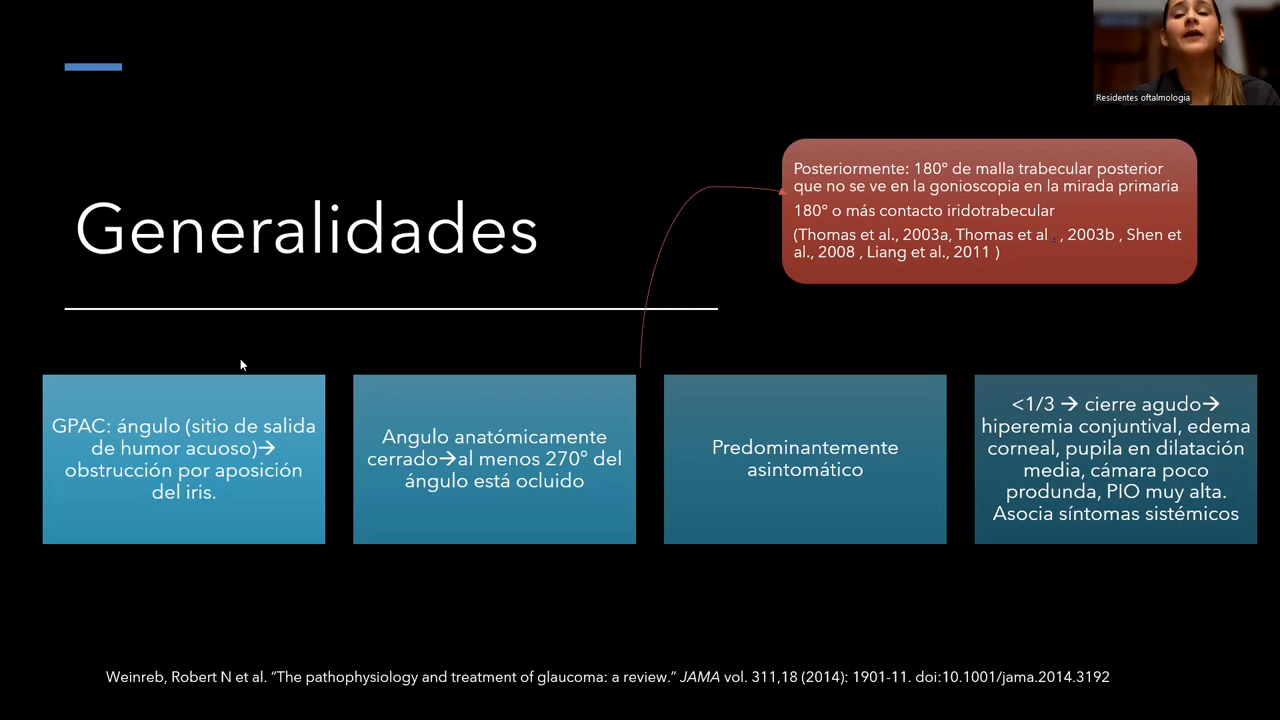 Residentes oftalmologia
Posteriormente: 180º de malla trabecular posterior
que no se ve en la gonioscopia en la mirada primaria
180º o más contacto iridotrabecular
(Thomas et al., 2003a, Thomas et al . , 2003b , Shen et
al., 2008 , Liang et al., 2011 )
Generalidades
GPAC: ángulo (sitio de salida
de humor acuoso)→
obstrucción por aposición
del iris.
Angulo anatómicamente
cerrado→al menos 270º del
ángulo está ocluido
Predominantemente
asintomático
<1/3 → cierre agudo→
hiperemia conjuntival, edema
corneal, pupila en dilatación
media, cámara poco
produnda, PIO muy alta.
Asocia síntomas sistémicos
Weinreb, Robert N et al. “The pathophysiology and treatment of glaucoma: a review.” JAMA vol. 311,18 (2014): 1901-11. doi:10.1001/jama.2014.3192